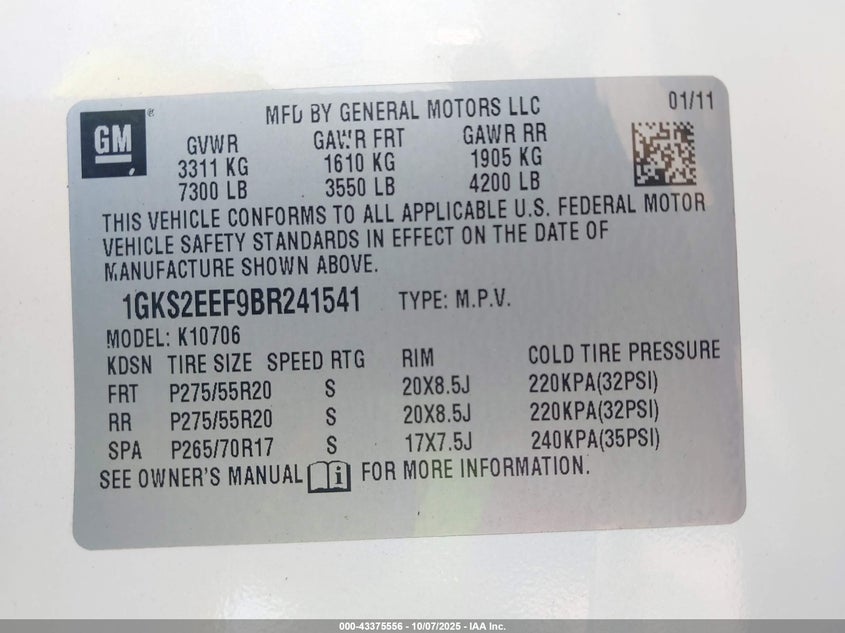 GM ®
MFD BY GENERAL MOTORS LLC
01/11
GVWR GAWR FRT GAWR RR
3311 KG 1610 KG 1905 KG
7300 LB 3550 LB 4200 LB
THIS VEHICLE CONFORMS TO ALL APPLICABLE U.S. FEDERAL MOTOR
VEHICLE SAFETY STANDARDS IN EFFECT ON THE DATE OF
MANUFACTURE SHOWN ABOVE.
1GKS2EEF9BR241541 TYPE: M.P.V.
MODEL: K10706
KDSN TIRE SIZE SPEED RTG RIM COLD TIRE PRESSURE
FRT P275/55R20 S 20X8.5J 220KPA(32PSI)
RR P275/55R20 S 20X8.5J 220KPA(32PSI)
SPA P265/70R17 S 17X7.5J 240KPA(35PSI)
SEE OWNER'S MANUAL i FOR MORE INFORMATION.
000-43375556 - 10/07/2025 - IAA Inc.